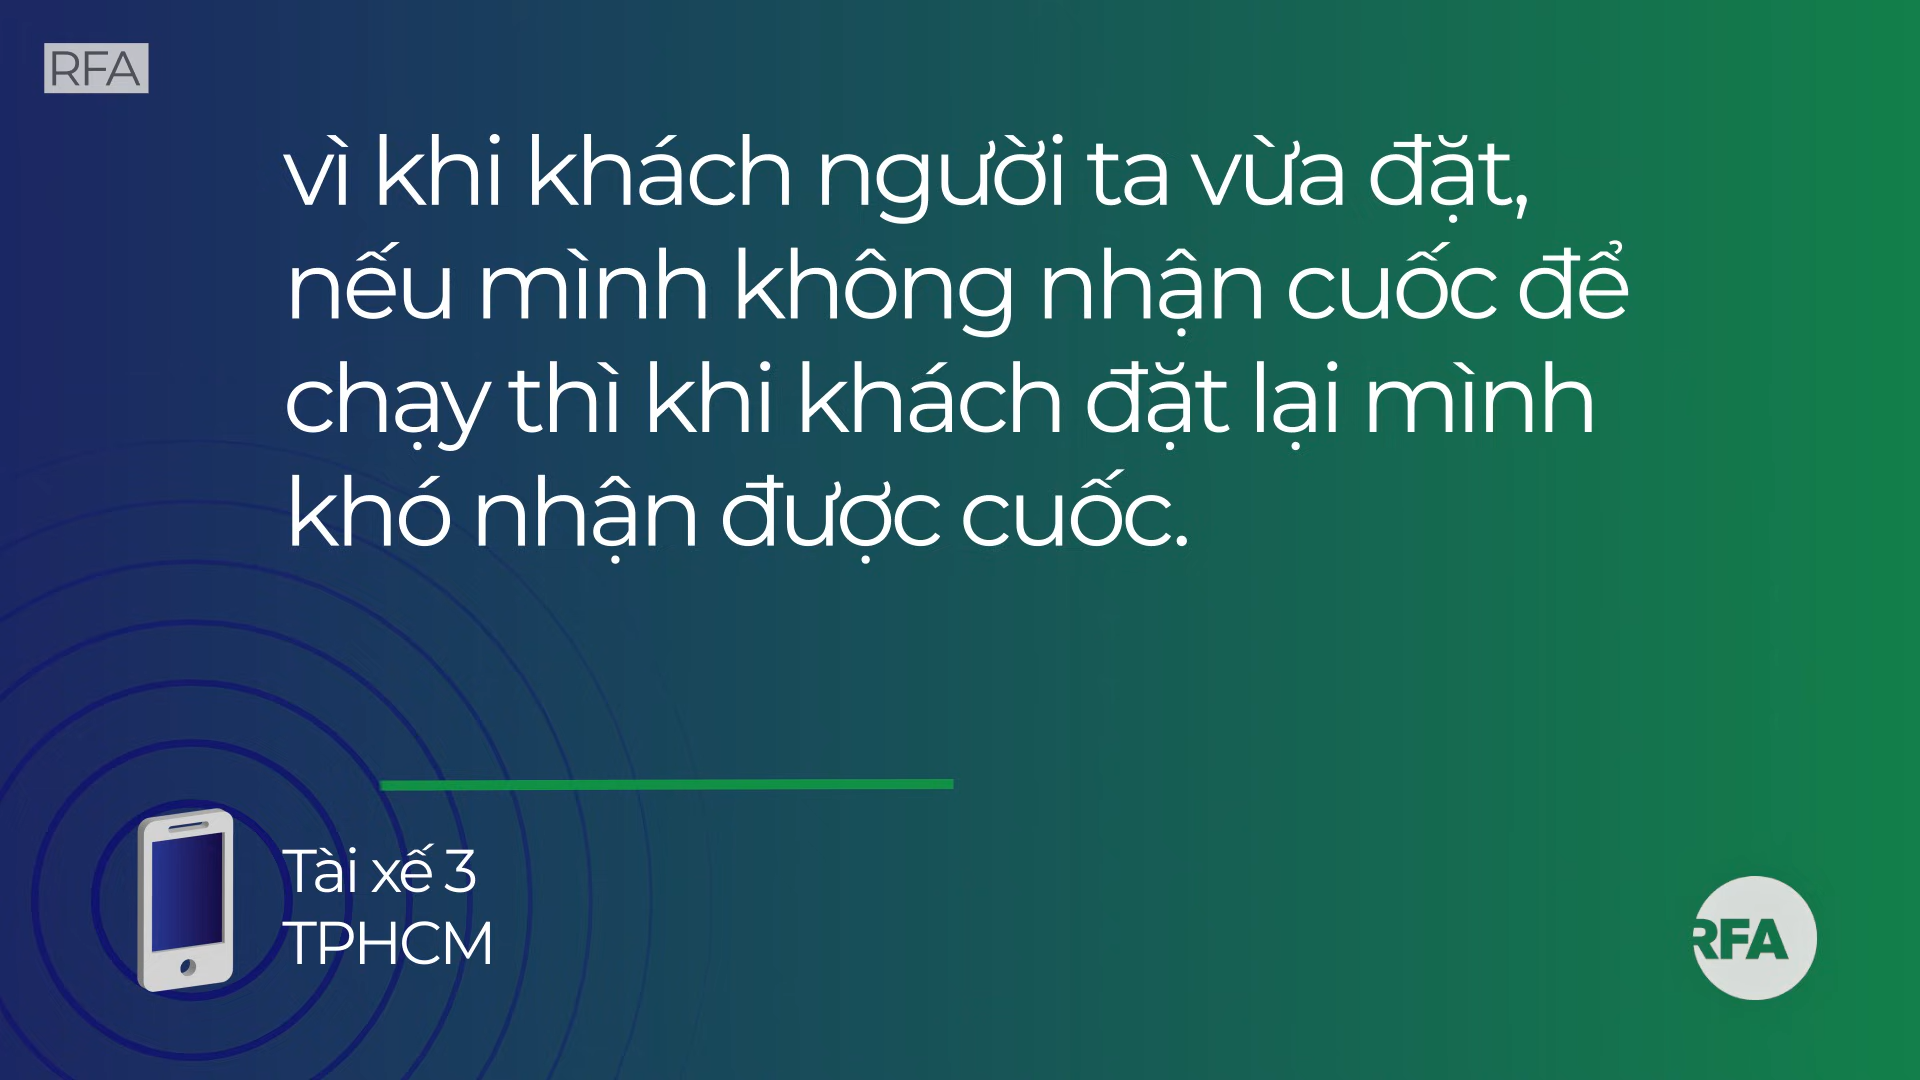 RFA
vì khi khách người ta vừa đặt,
nếu mình không nhận cuốc để
chạy thì khi khách đặt lại mình
khó nhận được cuốc.
Tài xế 3
TPHCM
RFA